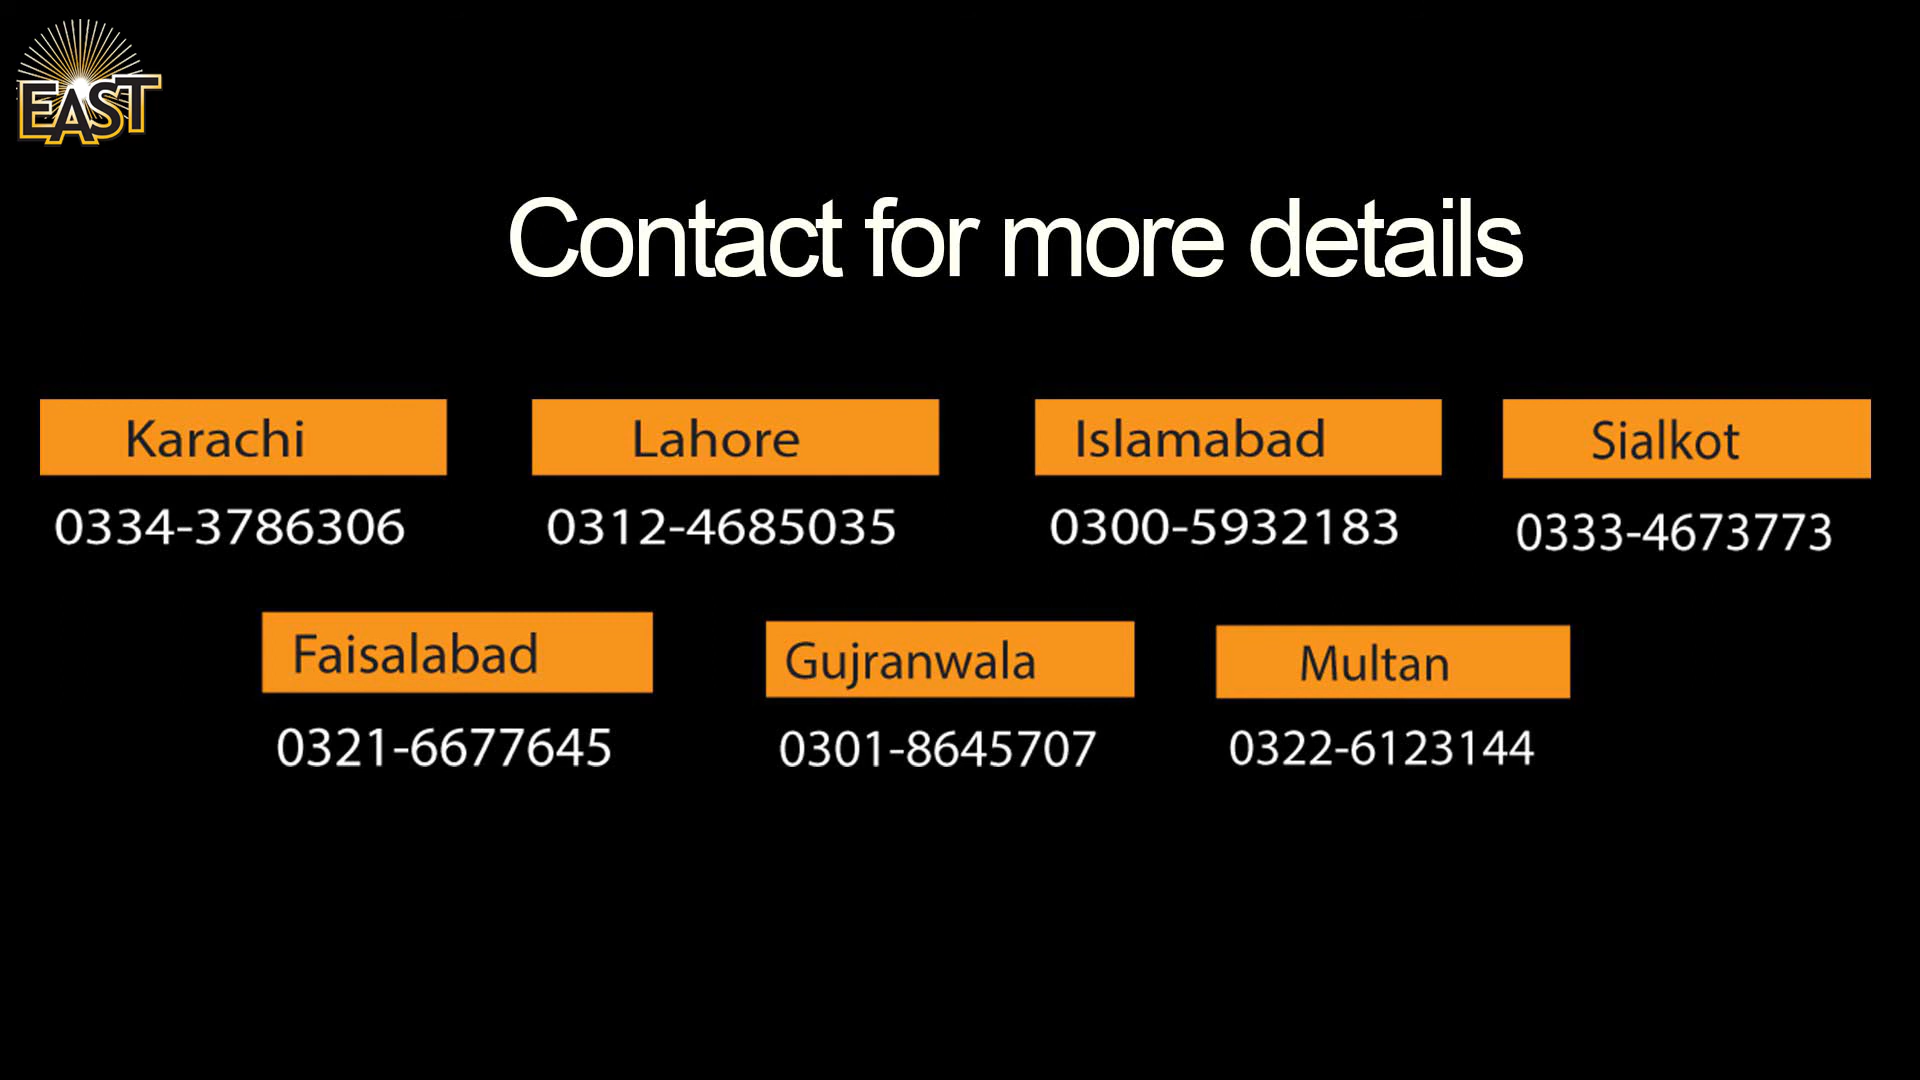 EAST
Contact for more details
Karachi
0334-3786306
Lahore
0312-4685035
Islamabad
0300-5932183
Sialkot
0333-4673773
Faisalabad
0321-6677645
Gujranwala
0301-8645707
Multan
0322-6123144